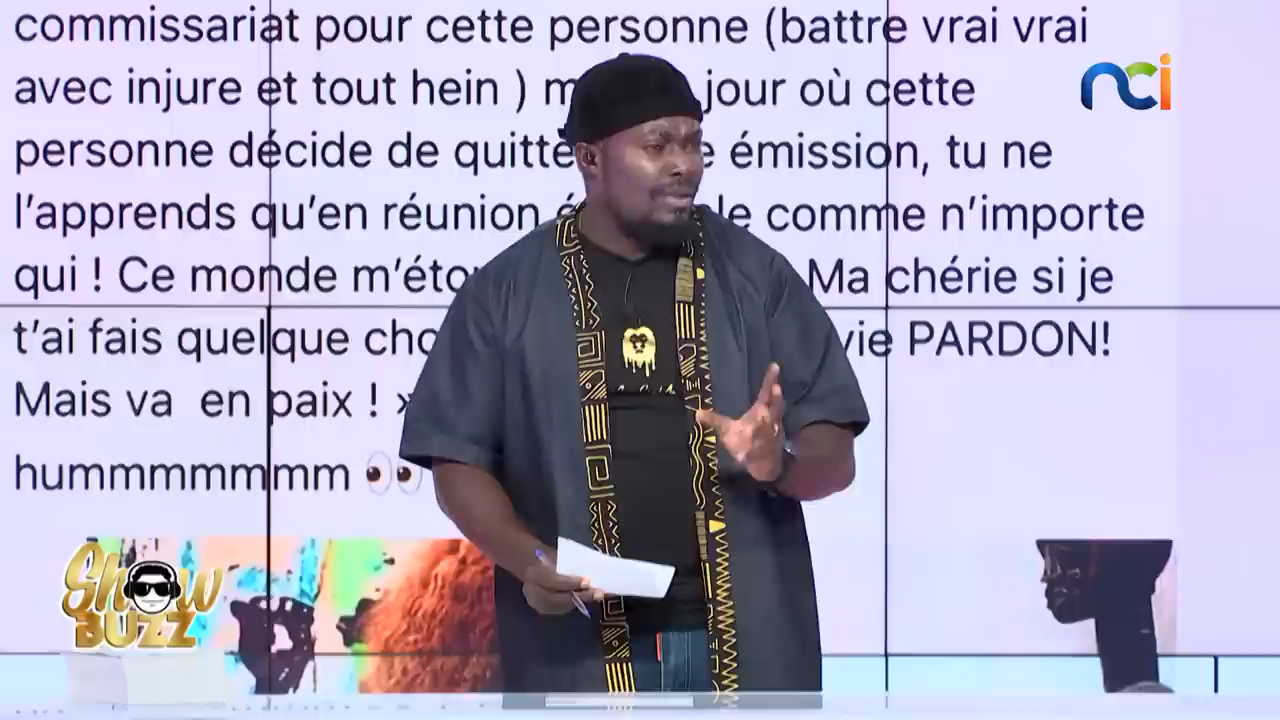 commissariat pour cette personne (battre vrai vrai
avec injure et tout hein ) jour où cette
personne décide de émission, tu ne
l'apprends qu'en réunion comme n'importe
qui ! Ce monde Ma chérie si je
t'ai fais quelque vie PARDON!
Mais va en paix ! »
hummmmmmm 👀
nci
Show
BUZZ